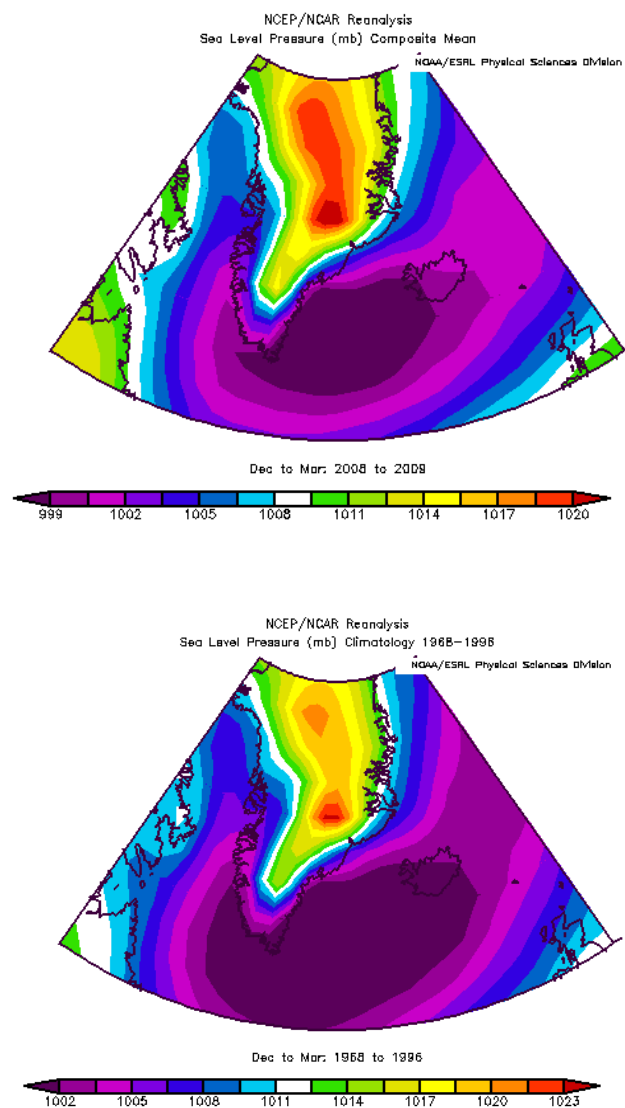 NCEP/NCAR Reanalysis
Sea Level Pressure (mb) Composite Mean
NOAA/ESRL Physical Sciences Division
Dec to Mar: 2008 to 2009
999 1002 1005 1008 1011 1014 1017 1020
NCEP/NCAR Reanalysis
Sea Level Pressure (mb) Climatology 1968-1996
NOAA/ESRL Physical Sciences Division
Dec to Mar: 1968 to 1996
1002 1005 1008 1011 1014 1017 1020 1023